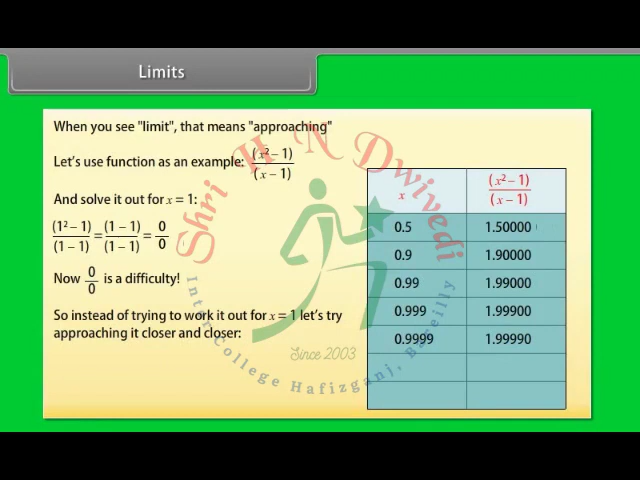 Limits
When you see "limit", that means "approaching"
Let's use function as an example: (x² – 1)/(x – 1)
And solve it out for x = 1:
(1² – 1)/(1 – 1) = (1 – 1)/(1 – 1) = 0/0
Now 0/0 is a difficulty!
So instead of trying to work it out for x = 1 let's try
approaching it closer and closer:
x (x² – 1)/(x – 1)
0.5 1.50000
0.9 1.90000
0.99 1.99000
0.999 1.99900
0.9999 1.99990
Shri H N Dwivedi
Inter College Hafizganj, Bareilly
Since 2003